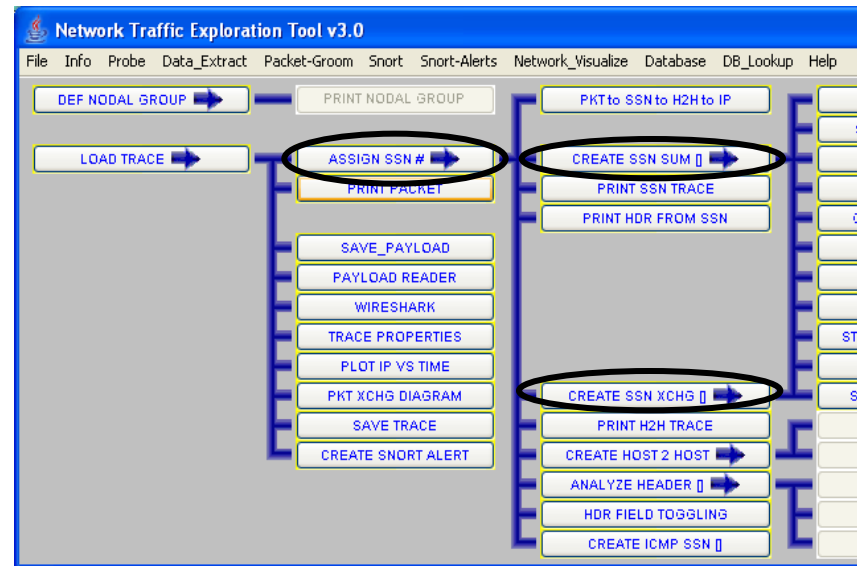 Network Traffic Exploration Tool v3.0
File Info Probe Data_Extract Packet-Groom Snort Snort-Alerts Network_Visualize Database DB_Lookup Help
DEF NODAL GROUP
PRINT NODAL GROUP
PKT to SSN to H2H to IP
LOAD TRACE
ASSIGN SSN #
CREATE SSN SUM []
PRINT PACKET
PRINT SSN TRACE
PRINT HDR FROM SSN
SAVE_PAYLOAD
PAYLOAD READER
WIRESHARK
TRACE PROPERTIES
ST
PLOT IP VS TIME
PKT XCHG DIAGRAM
CREATE SSN XCHG []
S
SAVE TRACE
PRINT H2H TRACE
CREATE SNORT ALERT
CREATE HOST 2 HOST
ANALYZE HEADER []
HDR FIELD TOGGLING
CREATE ICMP SSN []